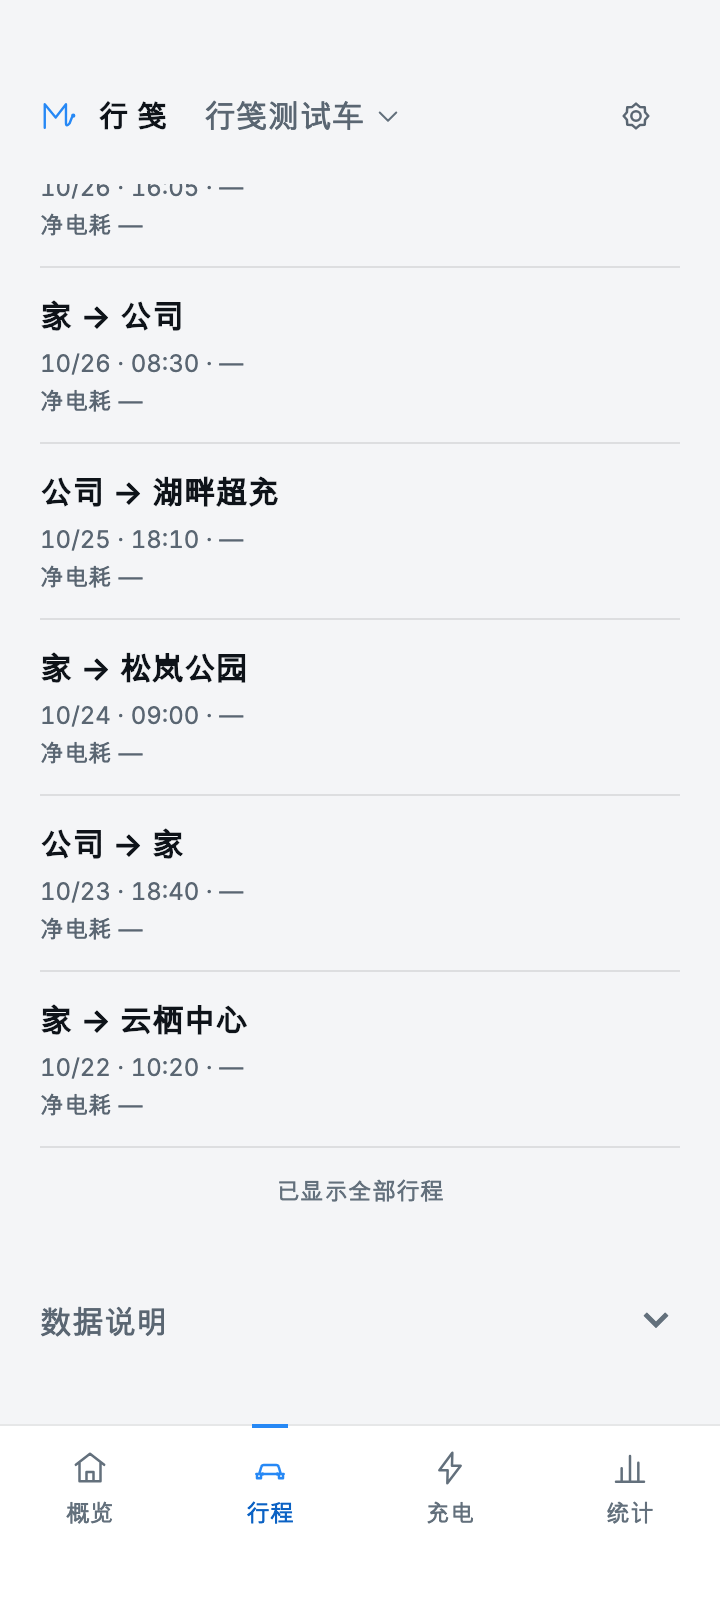 行笺 行笺测试车
10/26 · 16:05 · —
净电耗 —
家 → 公司
10/26 · 08:30 · —
净电耗 —
公司 → 湖畔超充
10/25 · 18:10 · —
净电耗 —
家 → 松岚公园
10/24 · 09:00 · —
净电耗 —
公司 → 家
10/23 · 18:40 · —
净电耗 —
家 → 云栖中心
10/22 · 10:20 · —
净电耗 —
已显示全部行程
数据说明
概览 行程 充电 统计